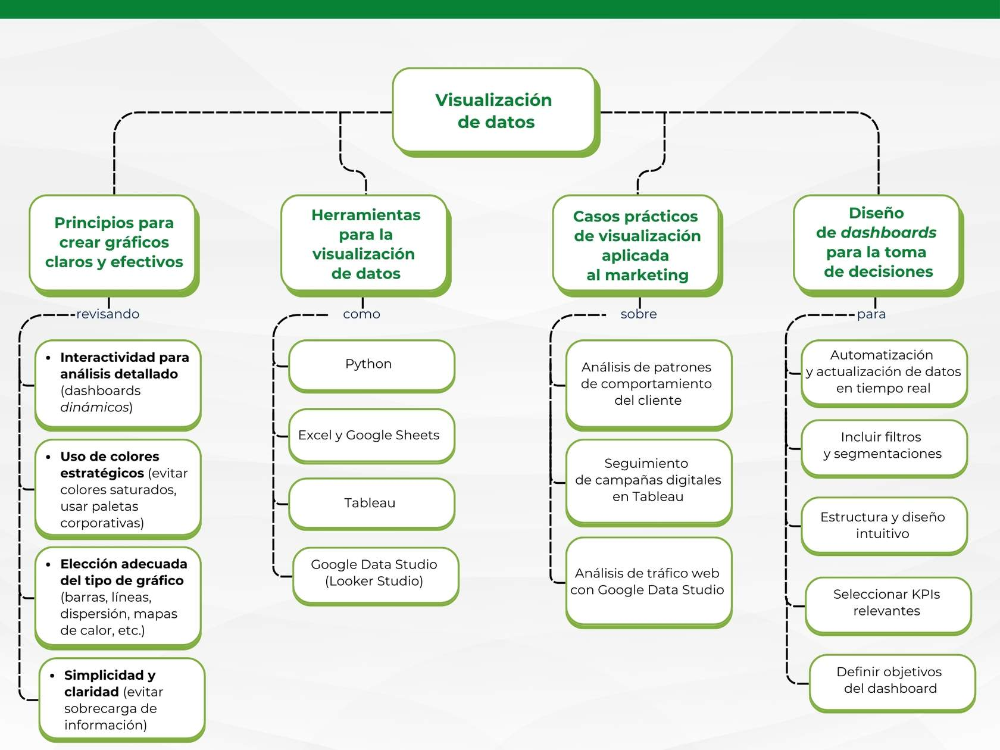 Visualización
de datos
Principios para
crear gráficos
claros y efectivos
revisando
Interactividad para
análisis detallado
(dashboards
dinámicos)
Uso de colores
estratégicos (evitar
colores saturados,
usar paletas
corporativas)
Elección adecuada
del tipo de gráfico
(barras, líneas,
dispersión, mapas
de calor, etc.)
Simplicidad y
claridad (evitar
sobrecarga de
información)
Herramientas
para la
visualización
de datos
como
Python
Excel y Google Sheets
Tableau
Google Data Studio
(Looker Studio)
Casos prácticos
de visualización
aplicada
al marketing
sobre
Análisis de patrones
de comportamiento
del cliente
Seguimiento
de campañas digitales
en Tableau
Análisis de tráfico web
con Google Data Studio
Diseño
de dashboards
para la toma
de decisiones
para
Automatización
y actualización de datos
en tiempo real
Incluir filtros
y segmentaciones
Estructura y diseño
intuitivo
Seleccionar KPIs
relevantes
Definir objetivos
del dashboard